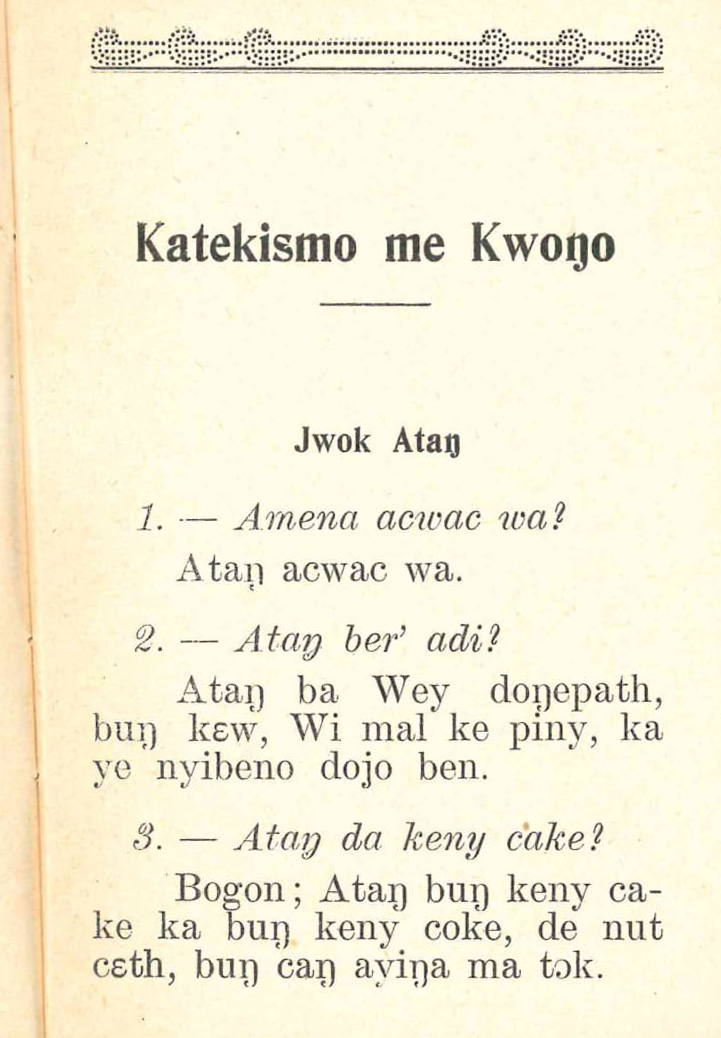 Katekismo me Kwoŋo
Jwok Ataŋ
1. — Amena acwac wa?
Ataŋ acwac wa.
2. — Ataŋ ber' adi?
Ataŋ ba Wey doŋepath,
buŋ kɛw, Wi mal ke piny, ka
ye nyibeno dojo ben.
3. — Ataŋ da keny cake?
Bogon; Ataŋ buŋ keny ca-
ke ka buŋ keny coke, de nut
cɛth, buŋ caŋ ayiŋa ma tɔk.